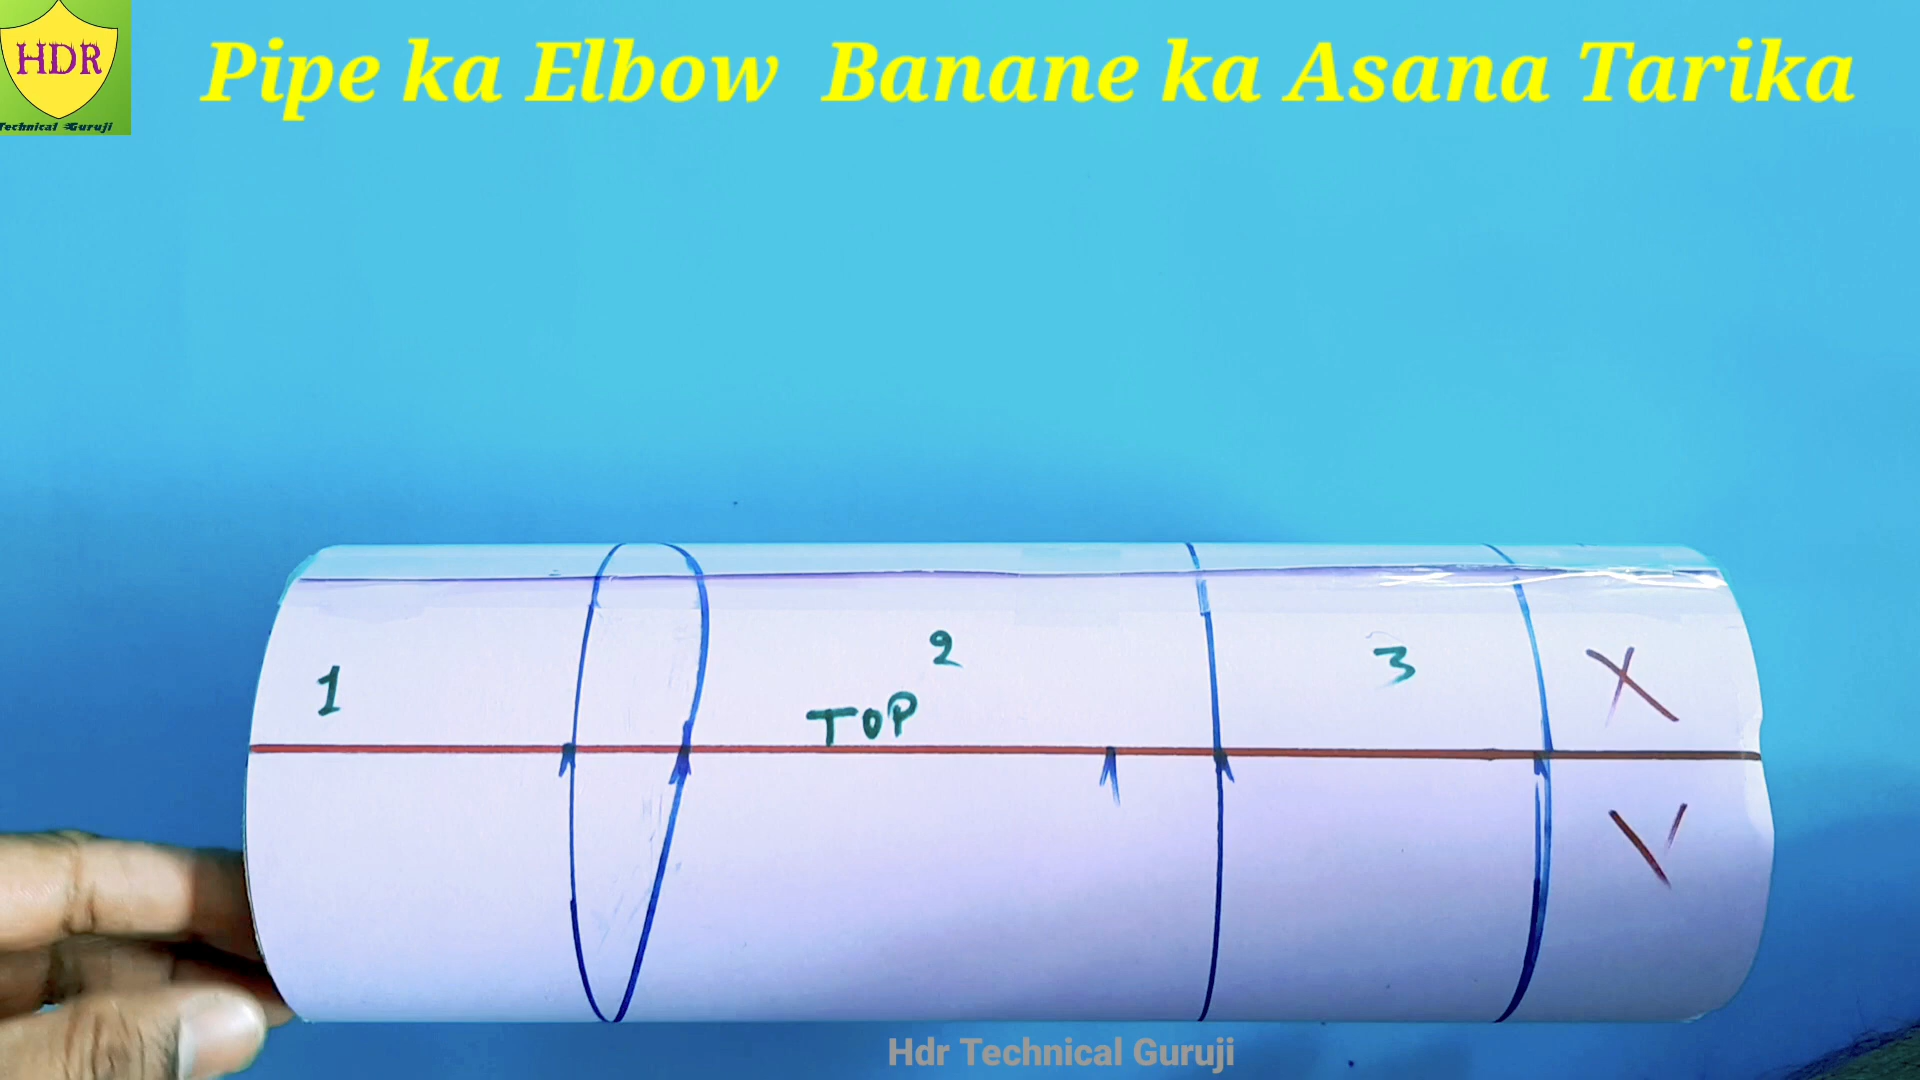 HDR
Technical Guruji
Pipe ka Elbow Banane ka Asana Tarika
1
2
TOP
3
X
Hdr Technical Guruji